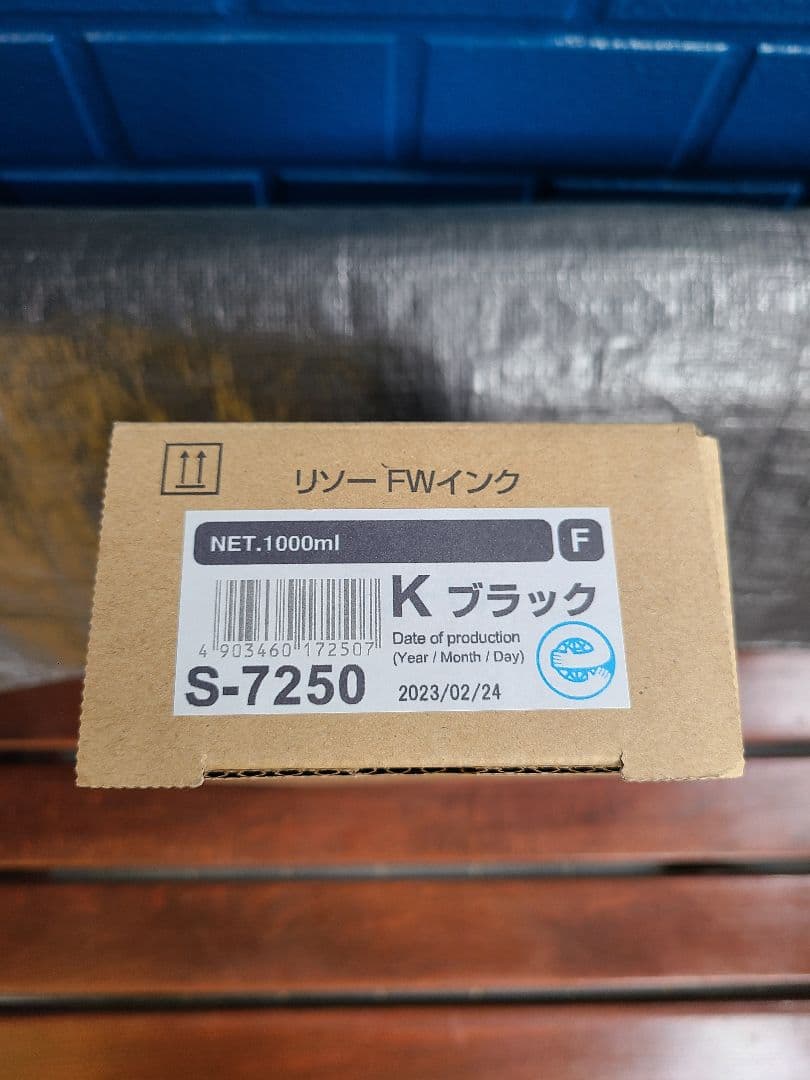 リソー FWインク
NET.1000ml F
K ブラック
4 903460 172507
Date of production
(Year / Month / Day)
S-7250
2023/02/24